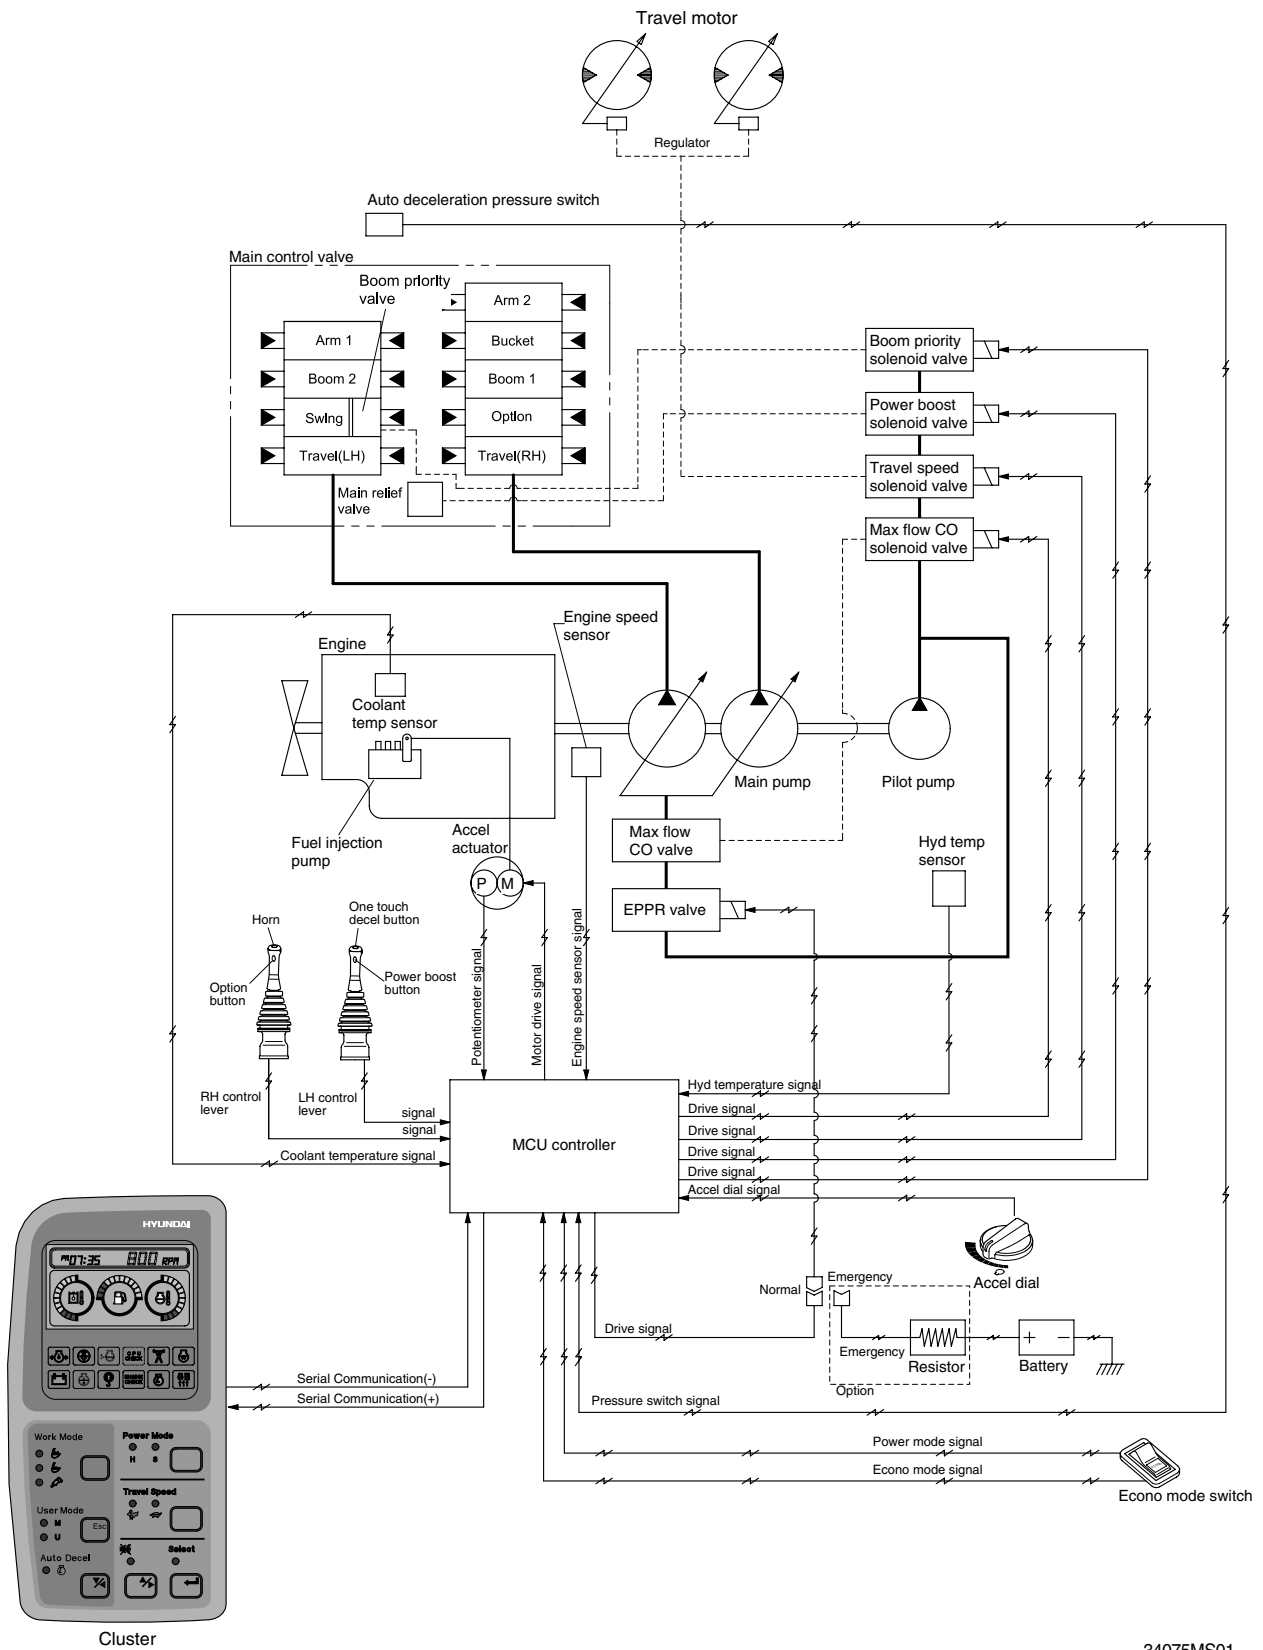 Travel motor
Regulator
Auto deceleration pressure switch
Main control valve
Boom priority
valve
Arm 2
Arm 1
Bucket
Boom 2
Boom 1
Swing
Option
Travel(LH)
Travel(RH)
Main relief
valve
Boom priority
solenoid valve
Power boost
solenoid valve
Travel speed
solenoid valve
Max flow CO
solenoid valve
Engine speed
sensor
Engine
Coolant
temp sensor
Main pump
Pilot pump
Fuel injection
pump
Accel
actuator
P
M
Max flow
CO valve
EPPR valve
Hyd temp
sensor
Horn
One touch
decel button
Option
button
Power boost
button
Potentiometer signal
Motor drive signal
Engine speed sensor signal
RH control
lever
LH control
lever
signal
signal
Coolant temperature signal
MCU controller
Hyd temperature signal
Drive signal
Drive signal
Drive signal
Drive signal
Accel dial signal
Accel dial
Normal
Emergency
Emergency
Resistor
Option
Battery
+ −
Drive signal
Serial Communication(-)
Serial Communication(+)
Pressure switch signal
Power mode signal
Econo mode signal
Econo mode switch
HYUNDAI
PM 07:35 800 RPM
CPU
CHECK
ENGINE
CHECK
Work Mode
Power Mode
H S
Travel Speed
User Mode
M
U
Esc
Auto Decel
Select
Cluster
34075MS01